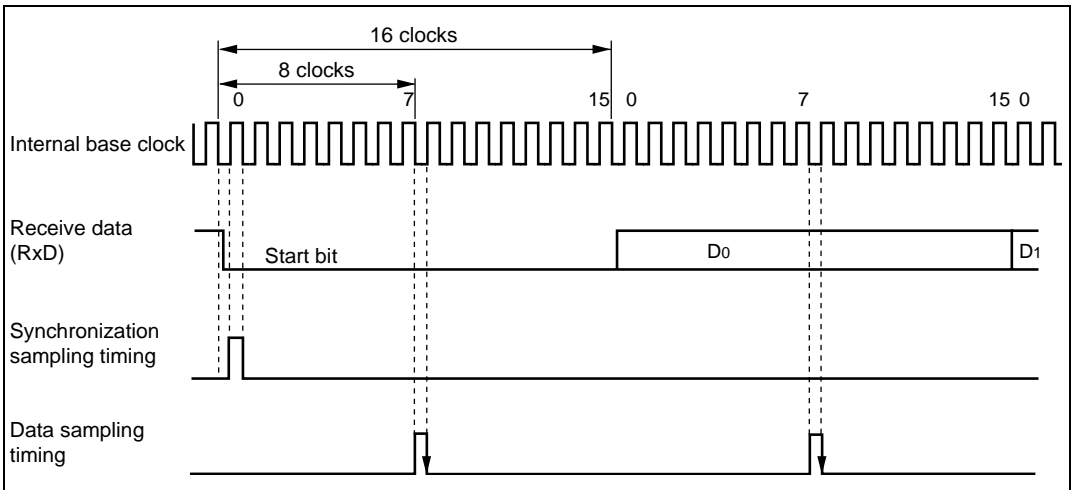 16 clocks
8 clocks
0 7 15 0 7 15 0
Internal base clock
Receive data
(RxD)
Start bit
D0
D1
Synchronization
sampling timing
Data sampling
timing